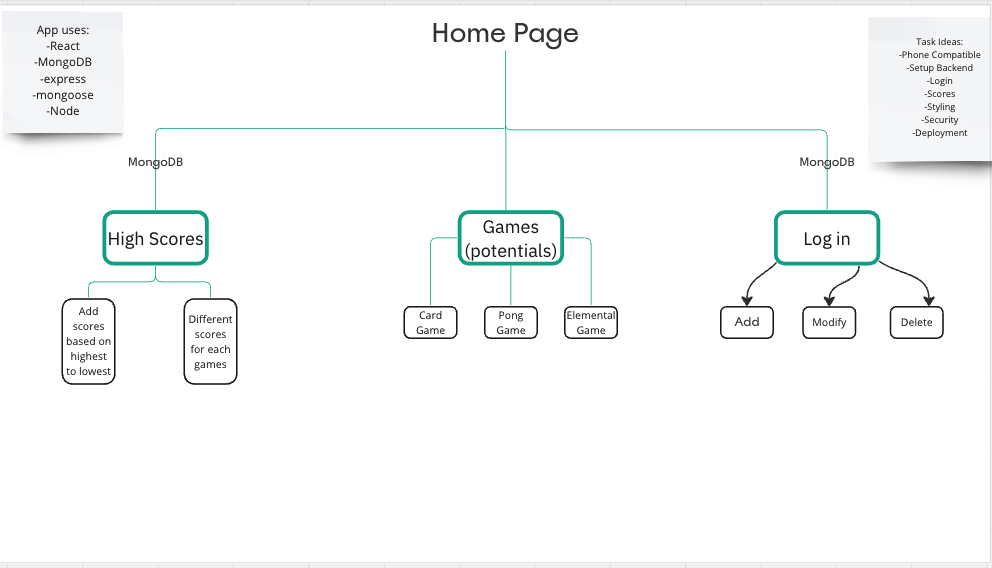 Home Page
App uses:
-React
-MongoDB
-express
-mongoose
-Node
Task Ideas:
-Phone Compatible
-Setup Backend
-Login
-Scores
-Styling
-Security
-Deployment
MongoDB
MongoDB
High Scores
Games
(potentials)
Log in
Add
scores
based on
highest
to lowest
Different
scores
for each
games
Card
Game
Pong
Game
Elemental
Game
Add
Modify
Delete